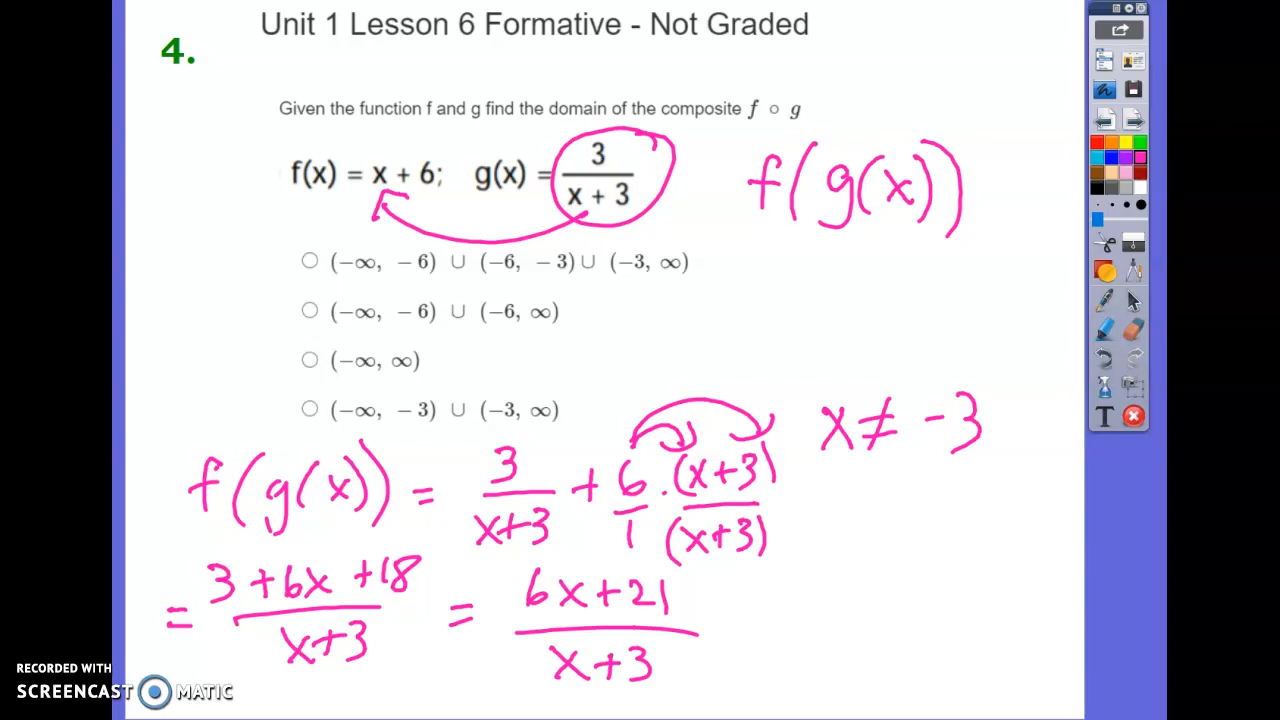 Unit 1 Lesson 6 Formative - Not Graded
4.
Given the function f and g find the domain of the composite f ∘ g
f(x) = x + 6; g(x) = 3/(x + 3)
f(g(x))
(−∞, − 6) ∪ (−6, − 3) ∪ (−3, ∞)
(−∞, − 6) ∪ (−6, ∞)
(−∞, ∞)
(−∞, − 3) ∪ (−3, ∞)
x ≠ -3
f(g(x)) = 3/(x+3) + 6/1 · (x+3)/(x+3)
= (3 + 6x + 18)/(x+3) = (6x + 21)/(x+3)
RECORDED WITH
SCREENCAST MATIC
T